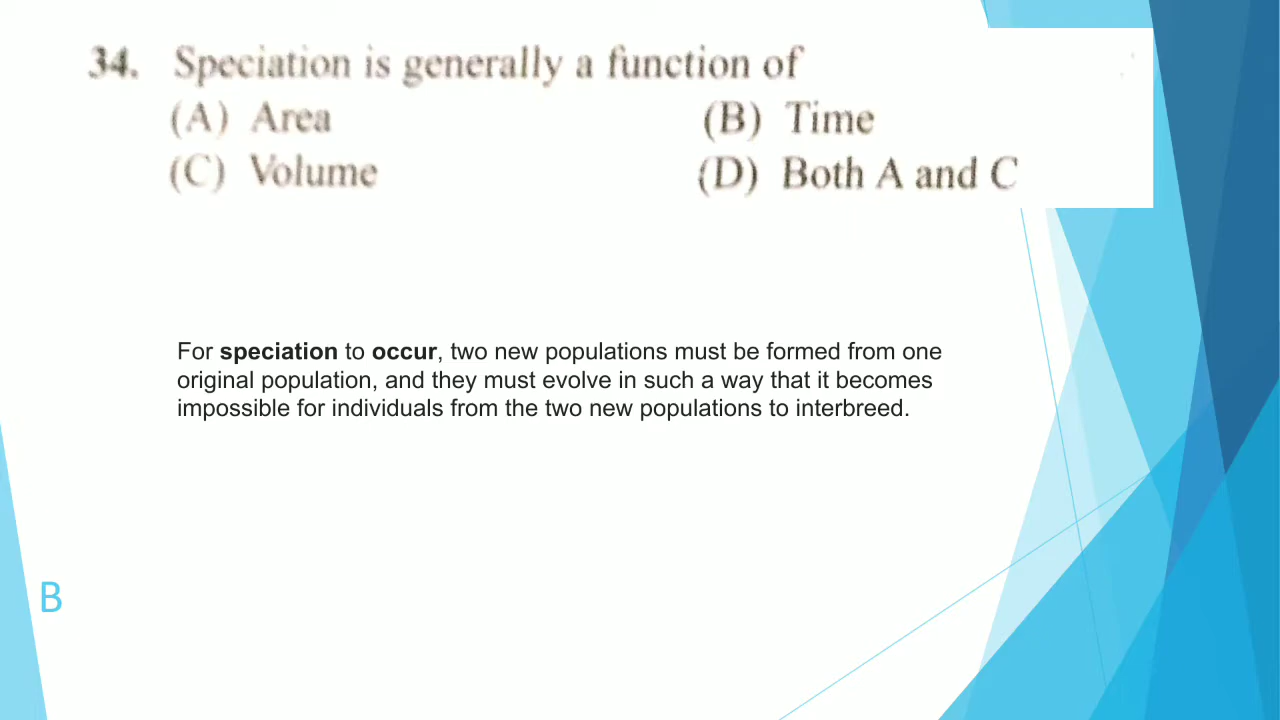 34. Speciation is generally a function of
(A) Area (B) Time
(C) Volume (D) Both A and C
For speciation to occur, two new populations must be formed from one
original population, and they must evolve in such a way that it becomes
impossible for individuals from the two new populations to interbreed.
B